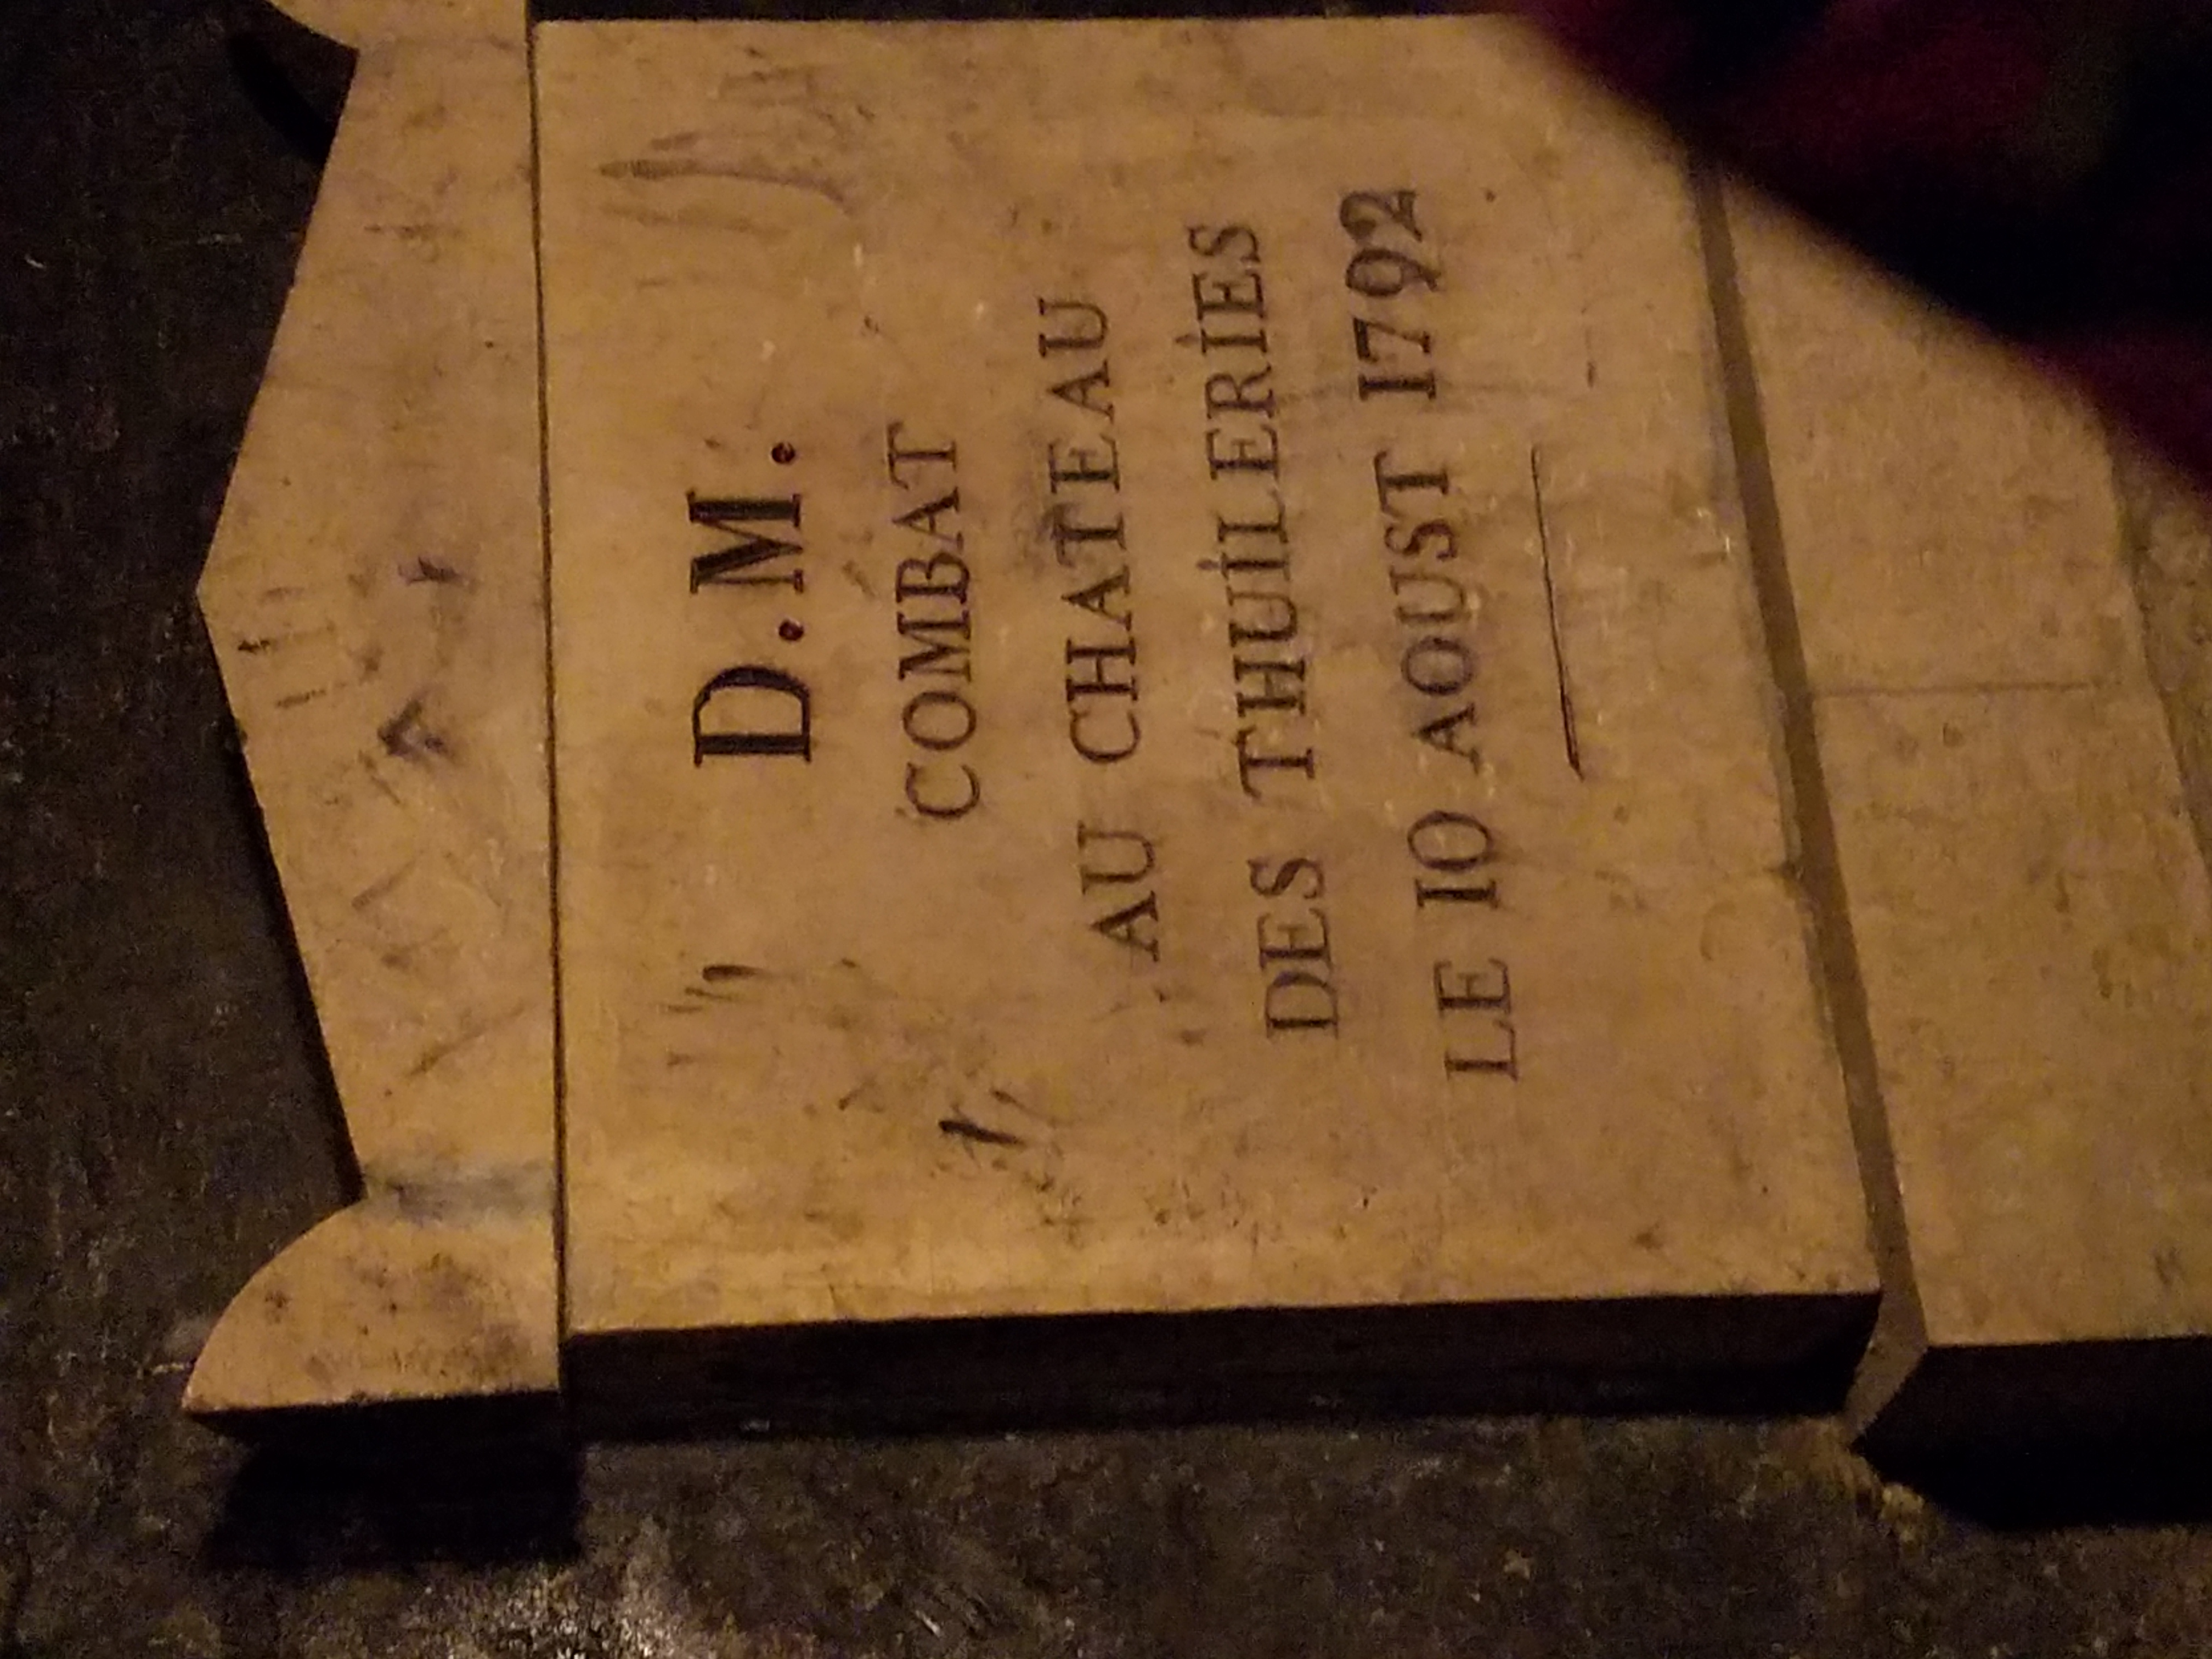 D.M.
COMBAT
AU CHATEAU
DES THUILERIES
LE 10 AOUST 1792